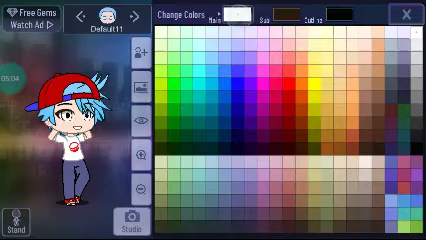 Free Gems
Watch Ad
Default11
Change Colors
Main
Sub
X
05:04
Stand
Studio